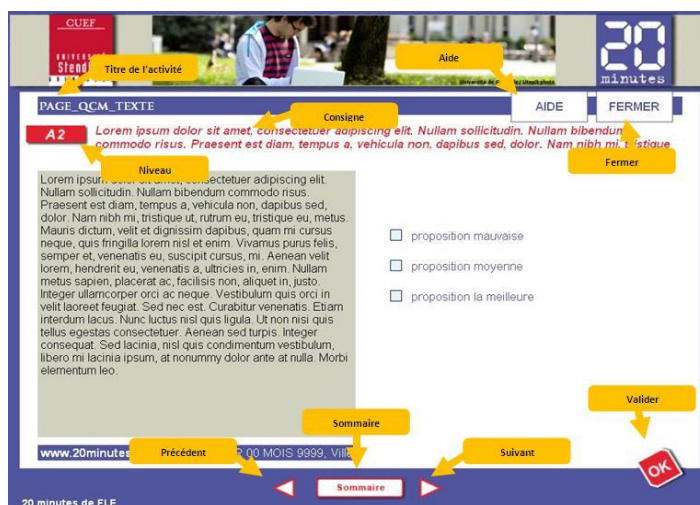 CUEF
UNIVERSITÉ
Stend
Titre de l'activité
Aide
20
minutes
PAGE_QCM_TEXTE
Consigne
AIDE
FERMER
A2
Lorem ipsum dolor sit amet, consectetuer adipiscing elit. Nullam sollicitudin. Nullam bibendum
commodo risus. Praesent est diam, tempus a, vehicula non, dapibus sed, dolor. Nam nibh mi, tristique
Fermer
Niveau
Lorem ipsum dolor sit amet, consectetuer adipiscing elit.
Nullam sollicitudin. Nullam bibendum commodo risus.
Praesent est diam, tempus a, vehicula non, dapibus sed,
dolor. Nam nibh mi, tristique ut, rutrum eu, tristique eu, metus.
Mauris dictum, velit et dignissim dapibus, quam mi cursus
neque, quis fringilla lorem nisl et enim. Vivamus purus felis,
semper et, venenatis eu, suscipit cursus, mi. Aenean velit
lorem, hendrerit eu, venenatis a, ultricies in, enim. Nullam
metus sapien, placerat ac, facilisis non, aliquet in, justo.
Integer ullamcorper orci ac neque. Vestibulum quis orci in
velit laoreet feugiat. Sed nec est. Curabitur venenatis. Etiam
interdum lacus. Nunc luctus nisl quis ligula. Ut non nisi quis
tellus egestas consectetuer. Aenean sed turpis. Integer
consequat. Sed lacinia, nisl quis condimentum vestibulum,
libero mi lacinia ipsum, at nonummy dolor ante at nulla. Morbi
elementum leo.
proposition mauvaise
proposition moyenne
proposition la meilleure
Valider
Sommaire
www.20minutes
Précédent
R 00 MOIS 9999, Ville
Suivant
OK
Sommaire
20 minutes de FLE